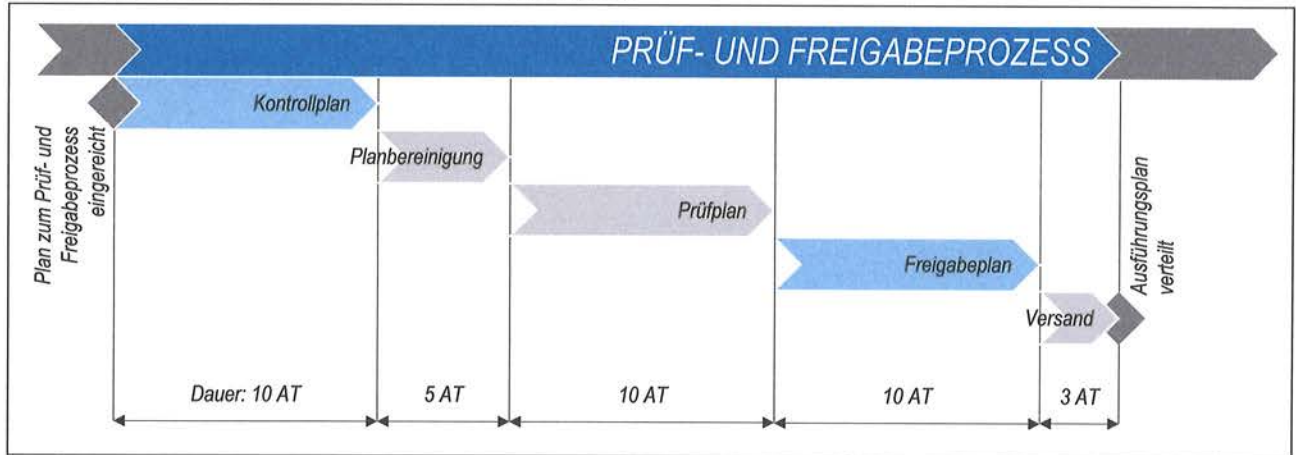 PRÜF- UND FREIGABEPROZESS
Plan zum Prüf- und
Freigabeprozess
eingereicht
Kontrollplan
Planbereinigung
Prüfplan
Freigabeplan
Versand
Ausführungsplan
verteilt
Dauer: 10 AT
5 AT
10 AT
10 AT
3 AT